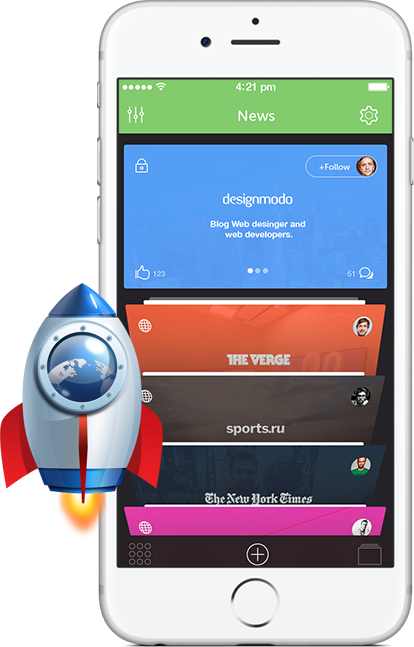 4:21 pm
News
+Follow
designmodo
Blog Web desinger and
web developers.
123
51
THE VERGE
sports.ru
The New York Times